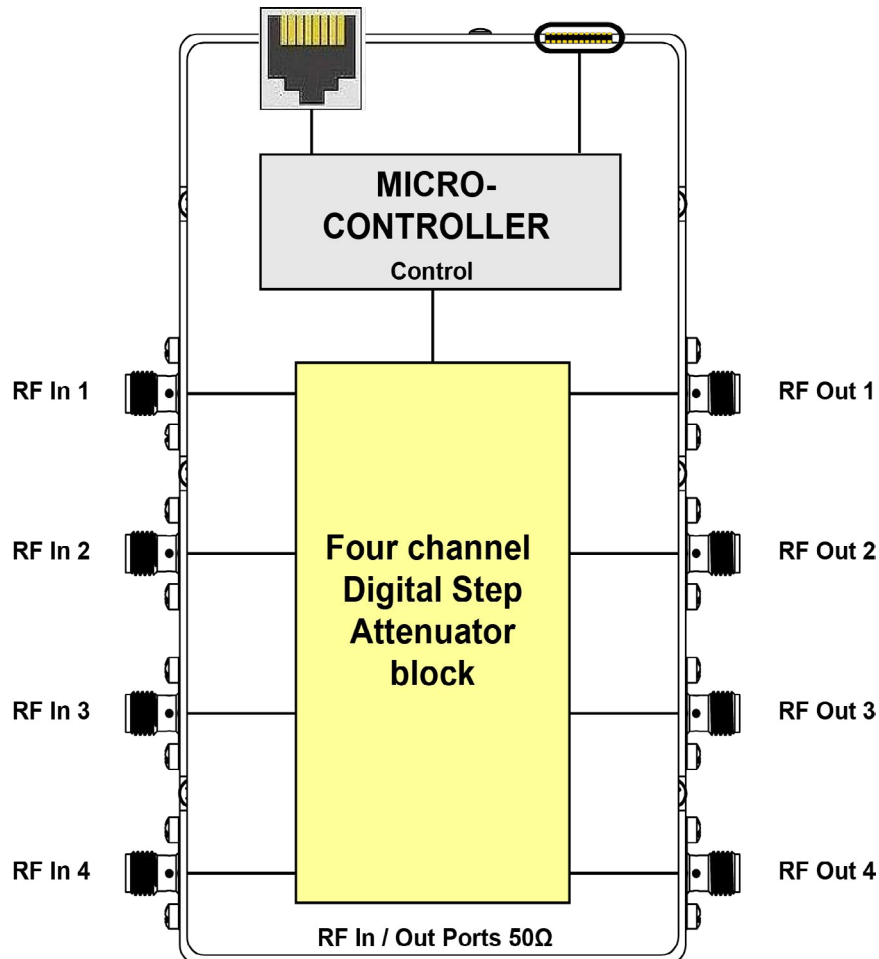 MICRO-
CONTROLLER
Control
RF In 1
RF Out 1
RF In 2
RF Out 2
Four channel
Digital Step
Attenuator
block
RF In 3
RF Out 3
RF In 4
RF Out 4
RF In / Out Ports 50Ω